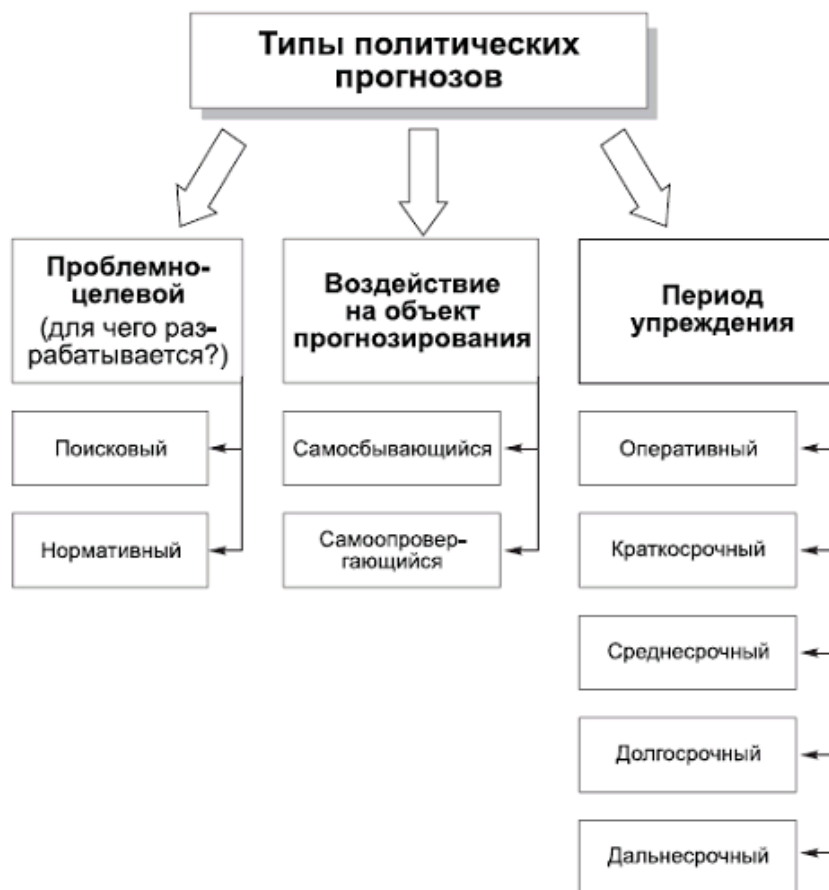 Типы политических
прогнозов
Проблемно-
целевой
(для чего раз-
рабатывается?)
Поисковый
Нормативный
Воздействие
на объект
прогнозирования
Самосбывающийся
Самоопровер-
гающийся
Период
упреждения
Оперативный
Краткосрочный
Среднесрочный
Долгосрочный
Дальнесрочный